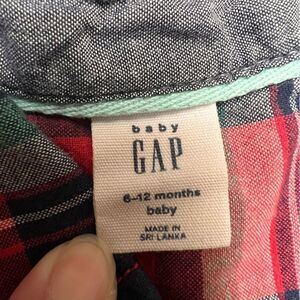 baby
GAP
6–12 months
baby
MADE IN
SRI LANKA